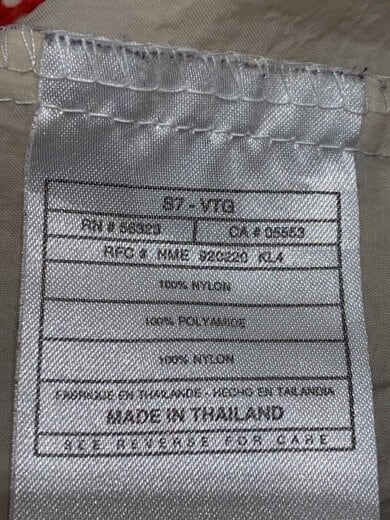 S7 - VTG
RN # 56323 CA # 05553
RFC # NME 920220 KL4
100% NYLON
100% POLYAMIDE
100% NYLON
FABRIQUE EN THAILANDE - HECHO EN TAILANDIA
MADE IN THAILAND
SEE REVERSE FOR CARE